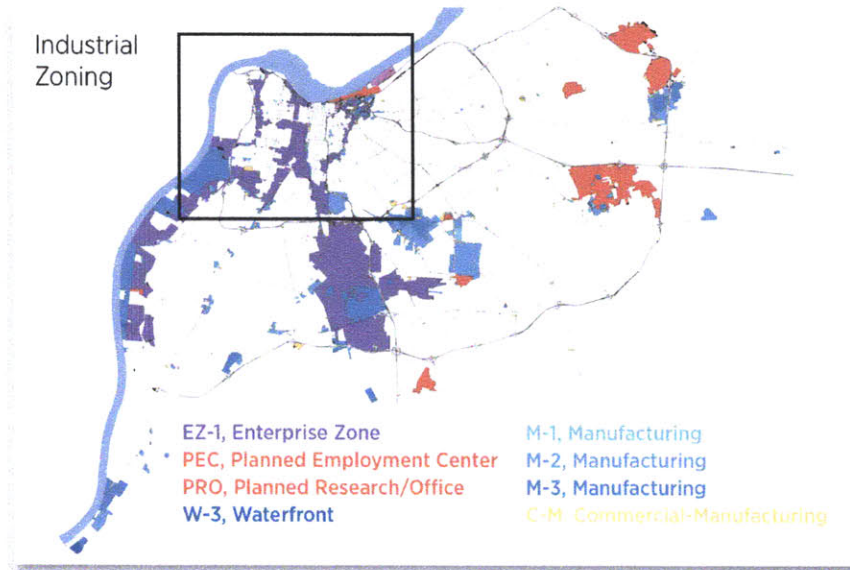 Industrial
Zoning
EZ-1, Enterprise Zone
PEC, Planned Employment Center
PRO, Planned Research/Office
W-3, Waterfront
M-1, Manufacturing
M-2, Manufacturing
M-3, Manufacturing
C-M Commercial-Manufacturing